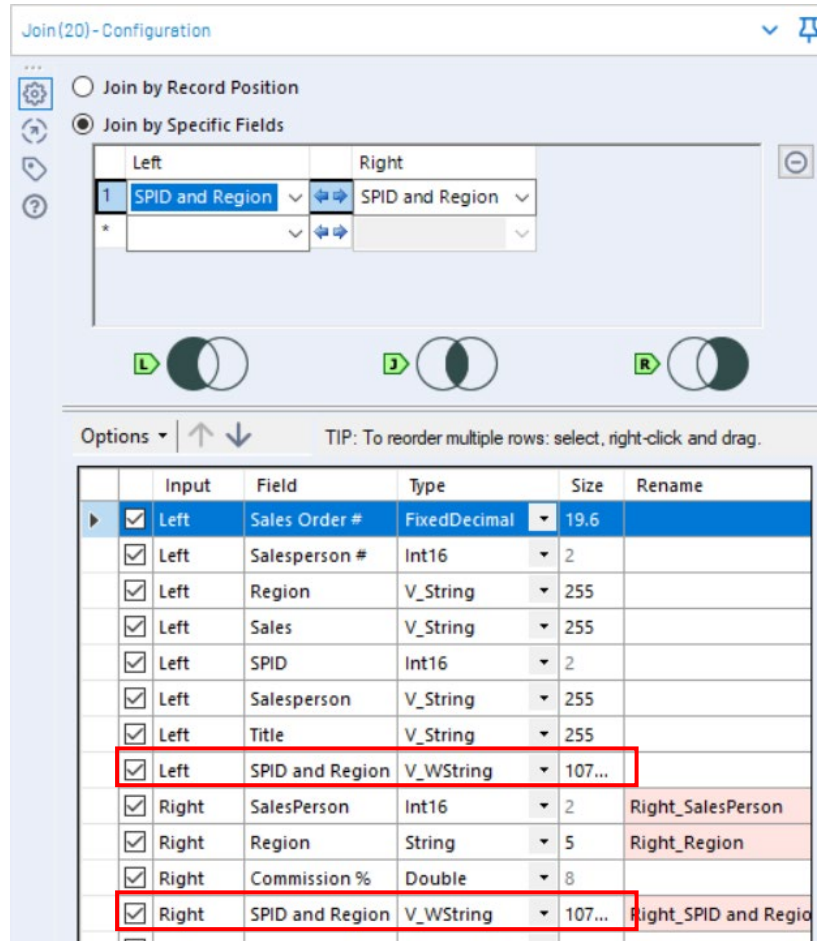 Join (20) - Configuration
Join by Record Position
Join by Specific Fields
Left Right
1 SPID and Region SPID and Region
*
L J R
Options TIP: To reorder multiple rows: select, right-click and drag.
Input Field Type Size Rename
Left Sales Order # FixedDecimal 19.6
Left Salesperson # Int16 2
Left Region V_String 255
Left Sales V_String 255
Left SPID Int16 2
Left Salesperson V_String 255
Left Title V_String 255
Left SPID and Region V_WString 107...
Right SalesPerson Int16 2 Right_SalesPerson
Right Region String 5 Right_Region
Right Commission % Double 8
Right SPID and Region V_WString 107... Right_SPID and Regio